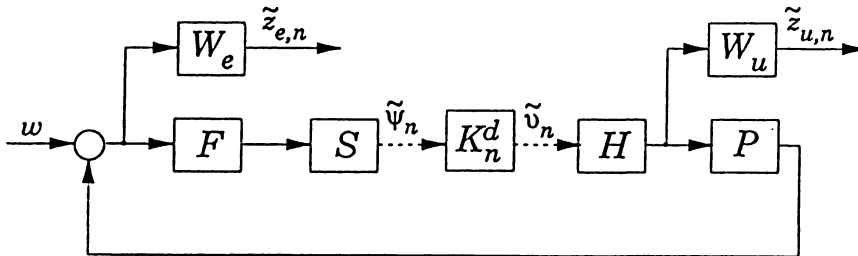 W_e z̃_{e,n} W_u z̃_{u,n}
w F S ψ̃_n K_n^d υ̃_n H P